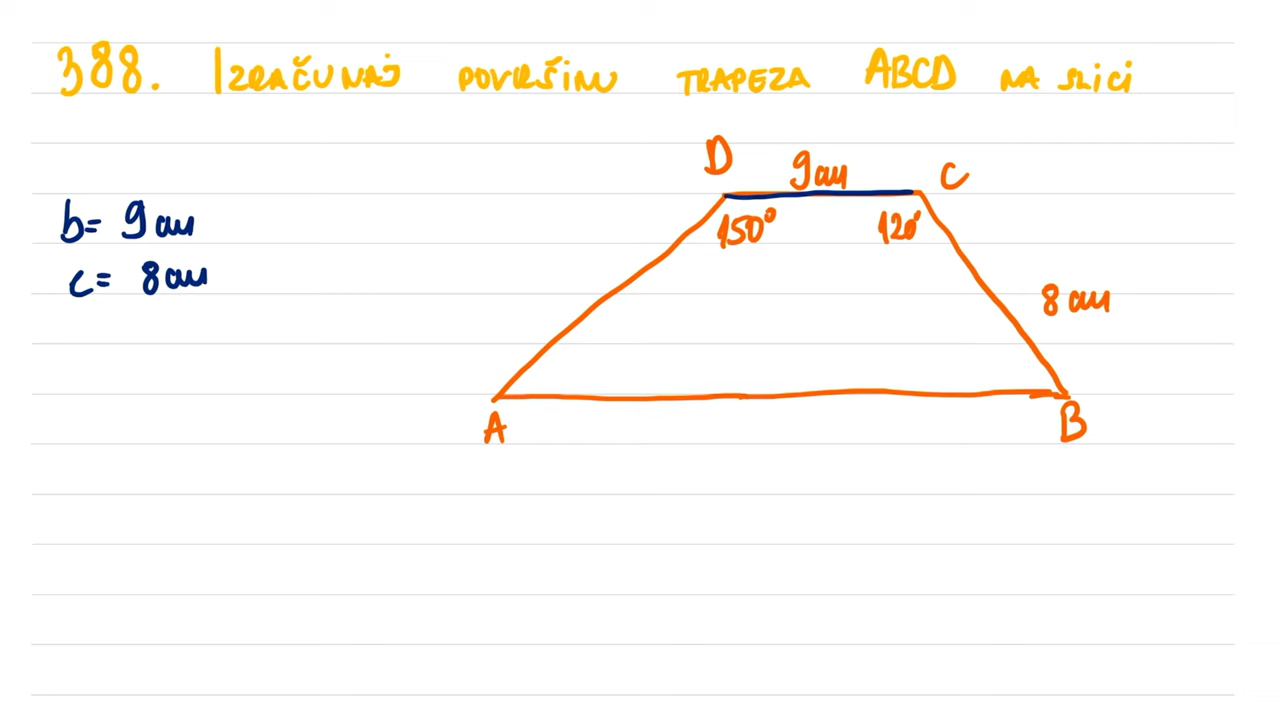 388. IZRAČUNAJ POVRŠINU TRAPEZA ABCD NA SLICI
D 9cm C
150° 120°
b= 9cm
c= 8cm
8cm
A B